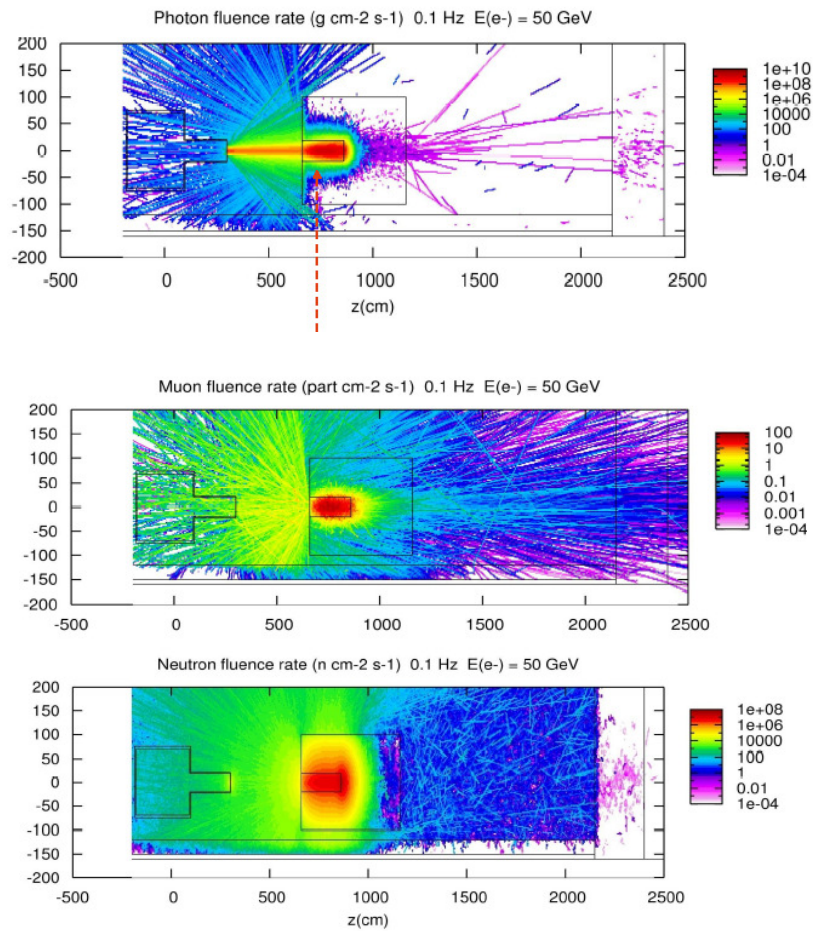 Photon fluence rate (g cm-2 s-1) 0.1 Hz E(e-) = 50 GeV
200
150
100
50
0
-50
-100
-150
-200
-500 0 500 1000 1500 2000 2500
z(cm)
1e+10
1e+08
1e+06
10000
100
1
0.01
1e-04
Muon fluence rate (part cm-2 s-1) 0.1 Hz E(e-) = 50 GeV
200
150
100
50
0
-50
-100
-150
-200
-500 0 500 1000 1500 2000 2500
100
10
1
0.1
0.01
0.001
1e-04
Neutron fluence rate (n cm-2 s-1) 0.1 Hz E(e-) = 50 GeV
200
150
100
50
0
-50
-100
-150
-200
-500 0 500 1000 1500 2000 2500
z(cm)
1e+08
1e+06
10000
100
1
0.01
1e-04